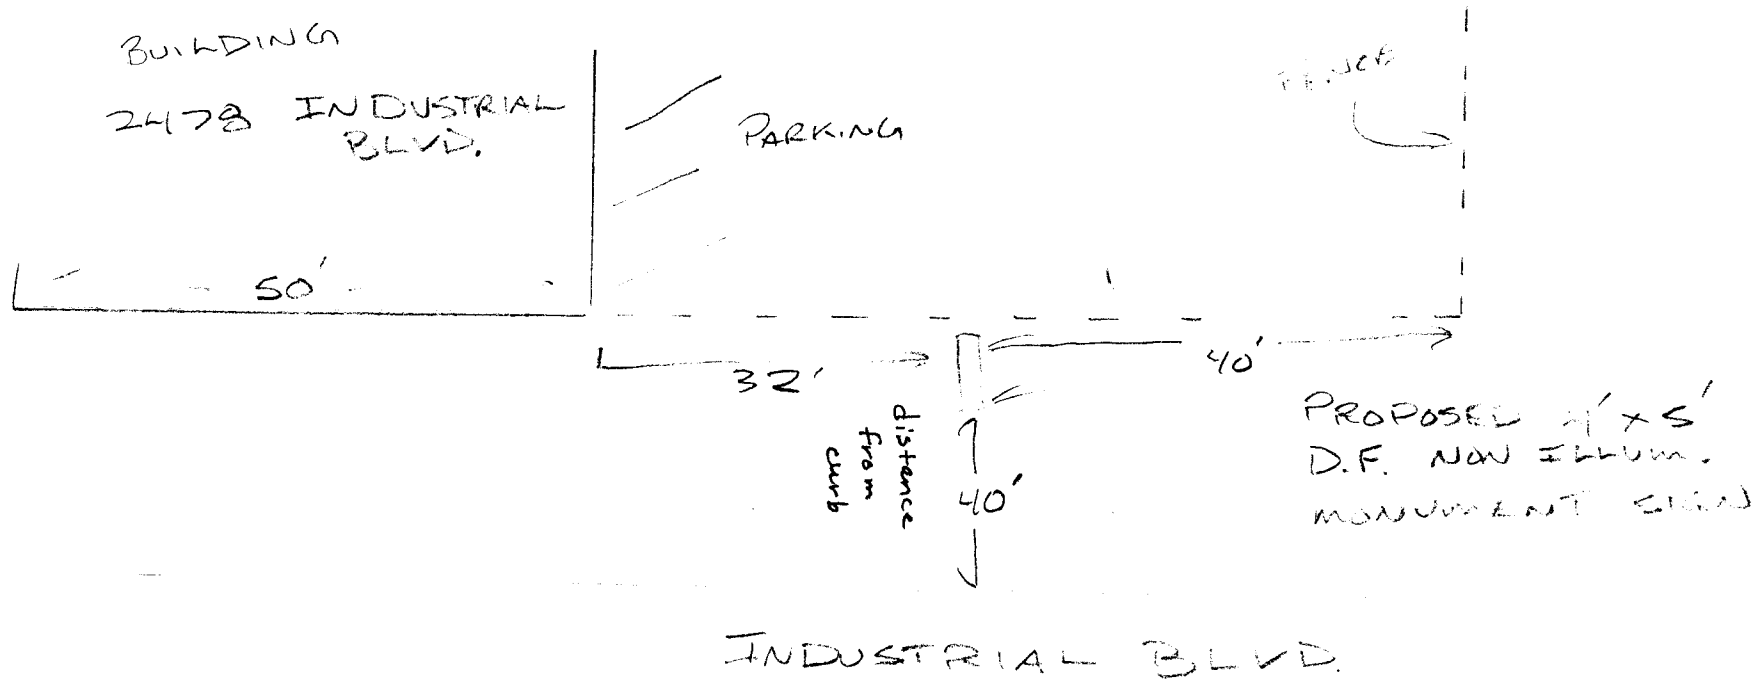 BUILDING
2478 INDUSTRIAL
BLVD.
PARKING
FENCE
50'
32'
40'
distance
from
curb
40'
PROPOSED 4' x 5'
D.F. NON ILLUM.
MONUMENT SIGN
INDUSTRIAL BLVD.